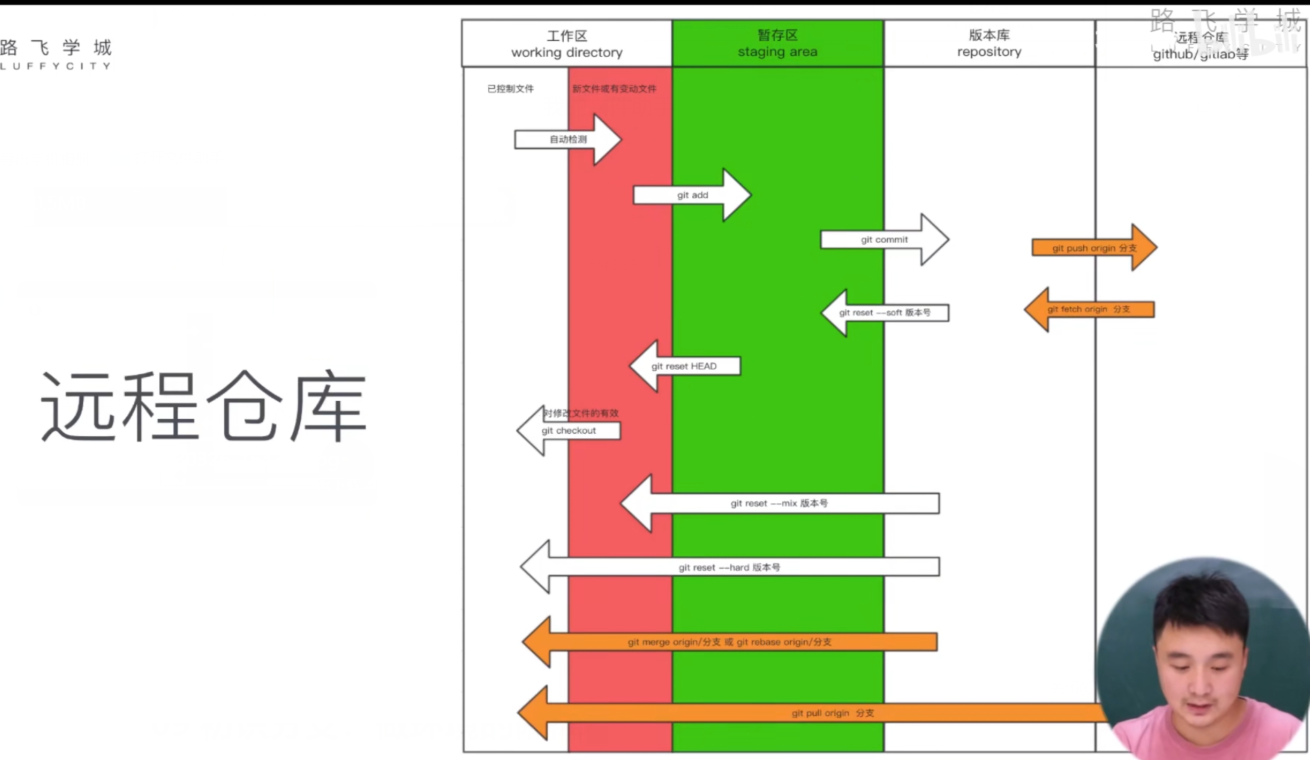 路飞学城
LUFFYCITY
路飞学城
工作区
working directory
暂存区
staging area
版本库
repository
远程仓库
github/gitlab等
已控制文件
新文件或有变动文件
自动检测
git add
git commit
git push origin 分支
git reset --soft 版本号
git fetch origin 分支
git reset HEAD
远程仓库
对修改文件的有效
git checkout
git reset --mix 版本号
git reset --hard 版本号
git merge origin/分支 或 git rebase origin/分支
git pull origin 分支